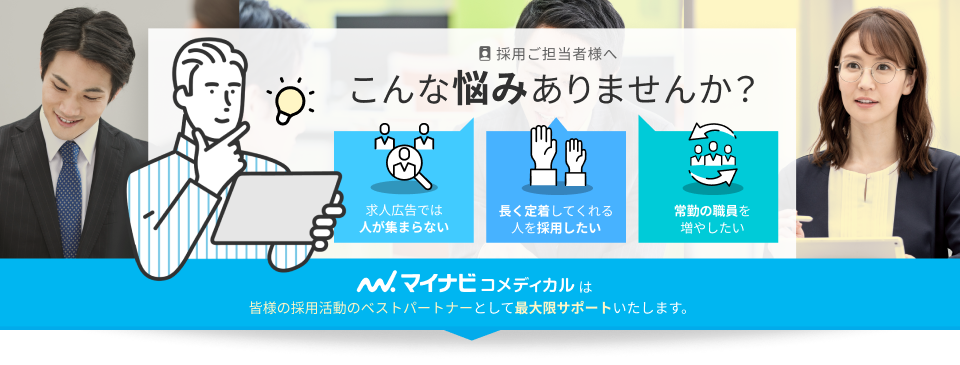 採用ご担当者様へ
こんな悩みありませんか？
求人広告では
人が集まらない
長く定着してくれる
人を採用したい
常勤の職員を
増やしたい
マイナビコメディカルは
皆様の採用活動のベストパートナーとして最大限サポートいたします。